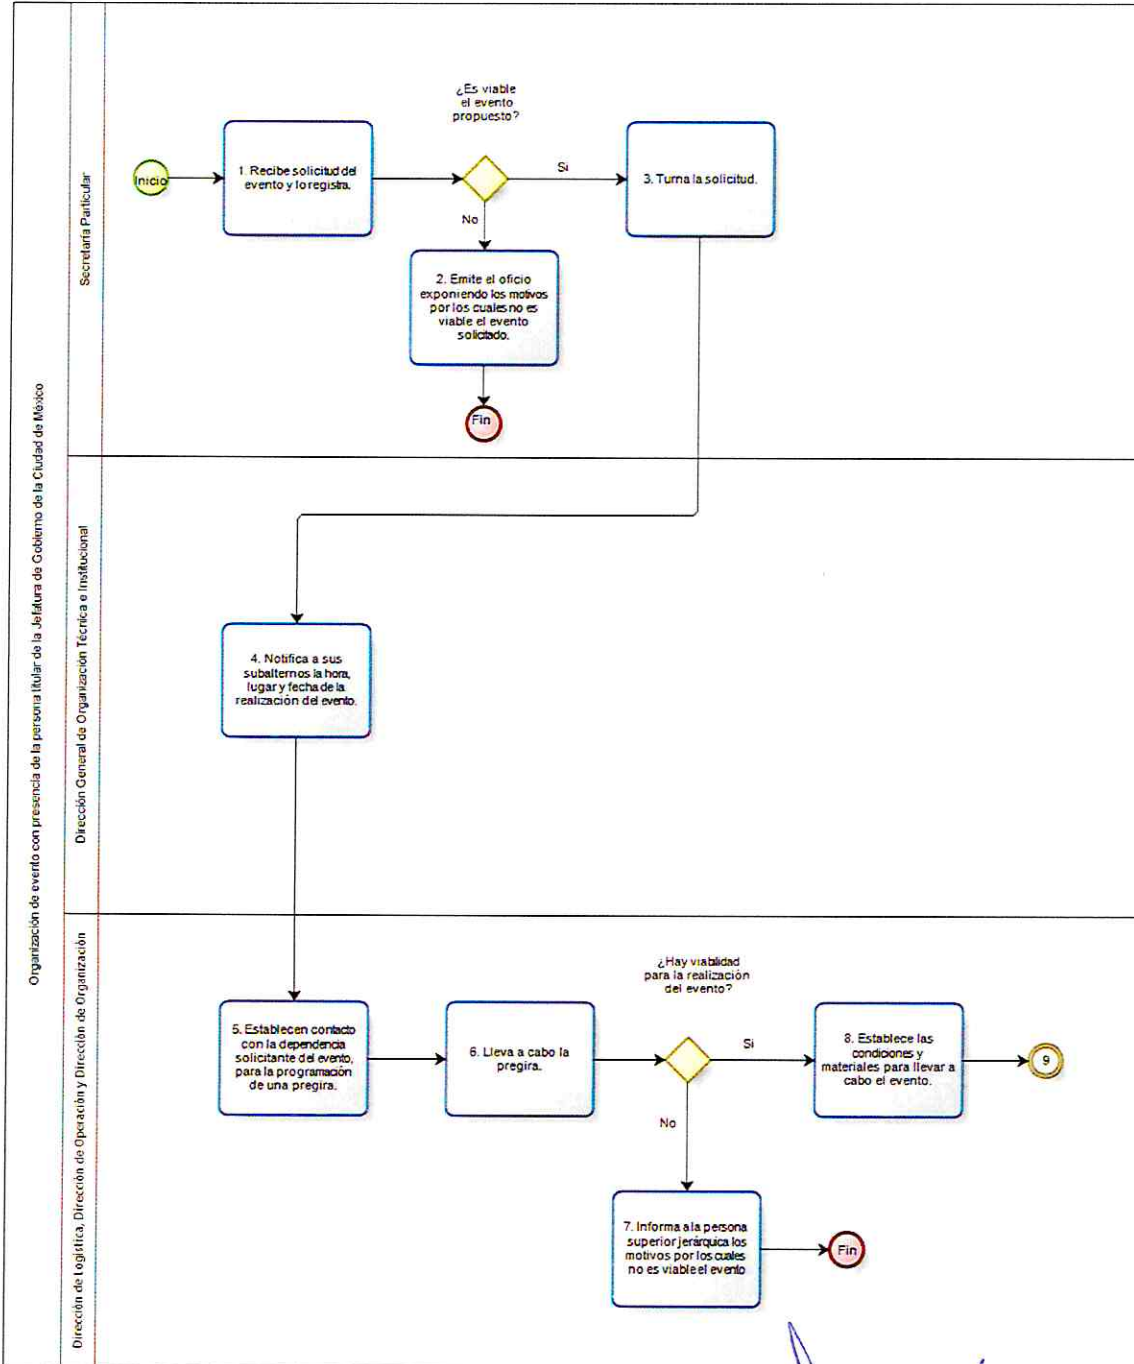 Organización de evento con presencia de la persona titular de la Jefatura de Gobierno de la Ciudad de México
Secretaría Particular
Inicio
1. Recibe solicitud del
evento y lo registra.
¿Es viable
el evento
propuesto?
Si
No
3. Turna la solicitud.
2. Emite el oficio
exponiendo los motivos
por los cuales no es
viable el evento
solicitado.
Fin
Dirección General de Organización Técnica e Institucional
4. Notifica a sus
subalternos la hora,
lugar y fecha de la
realización del evento.
Dirección de Logística, Dirección de Operación y Dirección de Organización
5. Establecen contacto
con la dependencia
solicitante del evento,
para la programación
de una pregira.
6. Lleva a cabo la
pregira.
¿Hay viabilidad
para la realización
del evento?
Si
No
8. Establece las
condiciones y
materiales para llevar a
cabo el evento.
9
7. Informa a la persona
superior jerárquica los
motivos por los cuales
no es viable el evento
Fin